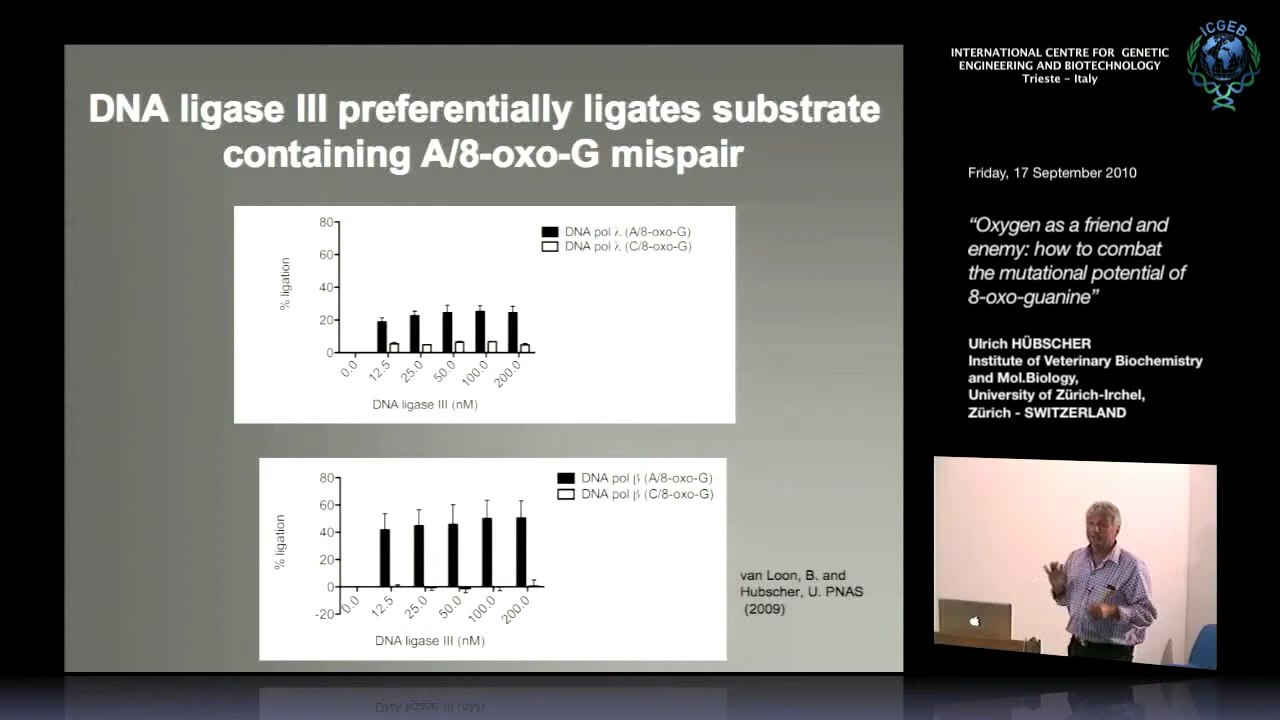 DNA ligase III preferentially ligates substrate
containing A/8-oxo-G mispair
80
60
40
20
0
% ligation
DNA pol λ (A/8-oxo-G)
DNA pol λ (C/8-oxo-G)
0.0
12.5
25.0
50.0
100.0
200.0
DNA ligase III (nM)
80
60
40
20
0
-20
% ligation
DNA pol β (A/8-oxo-G)
DNA pol β (C/8-oxo-G)
0.0
12.5
25.0
50.0
100.0
200.0
DNA ligase III (nM)
van Loon, B. and
Hubscher, U. PNAS
(2009)
ICGEB
INTERNATIONAL CENTRE FOR GENETIC
ENGINEERING AND BIOTECHNOLOGY
Trieste – Italy
Friday, 17 September 2010
“Oxygen as a friend and
enemy: how to combat
the mutational potential of
8-oxo-guanine”
Ulrich HÜBSCHER
Institute of Veterinary Biochemistry
and Mol.Biology,
University of Zürich-Irchel,
Zürich - SWITZERLAND